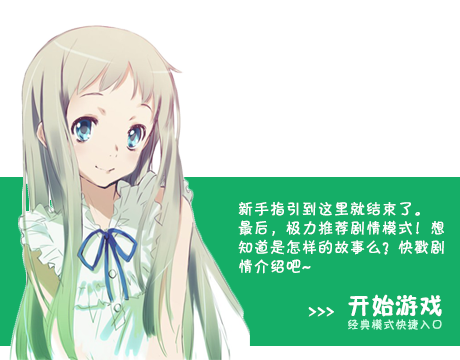 新手指引到这里就结束了。
最后，极力推荐剧情模式！想
知道是怎样的故事么？快戳剧
情介绍吧~
>>> 开始游戏
经典模式快捷入口